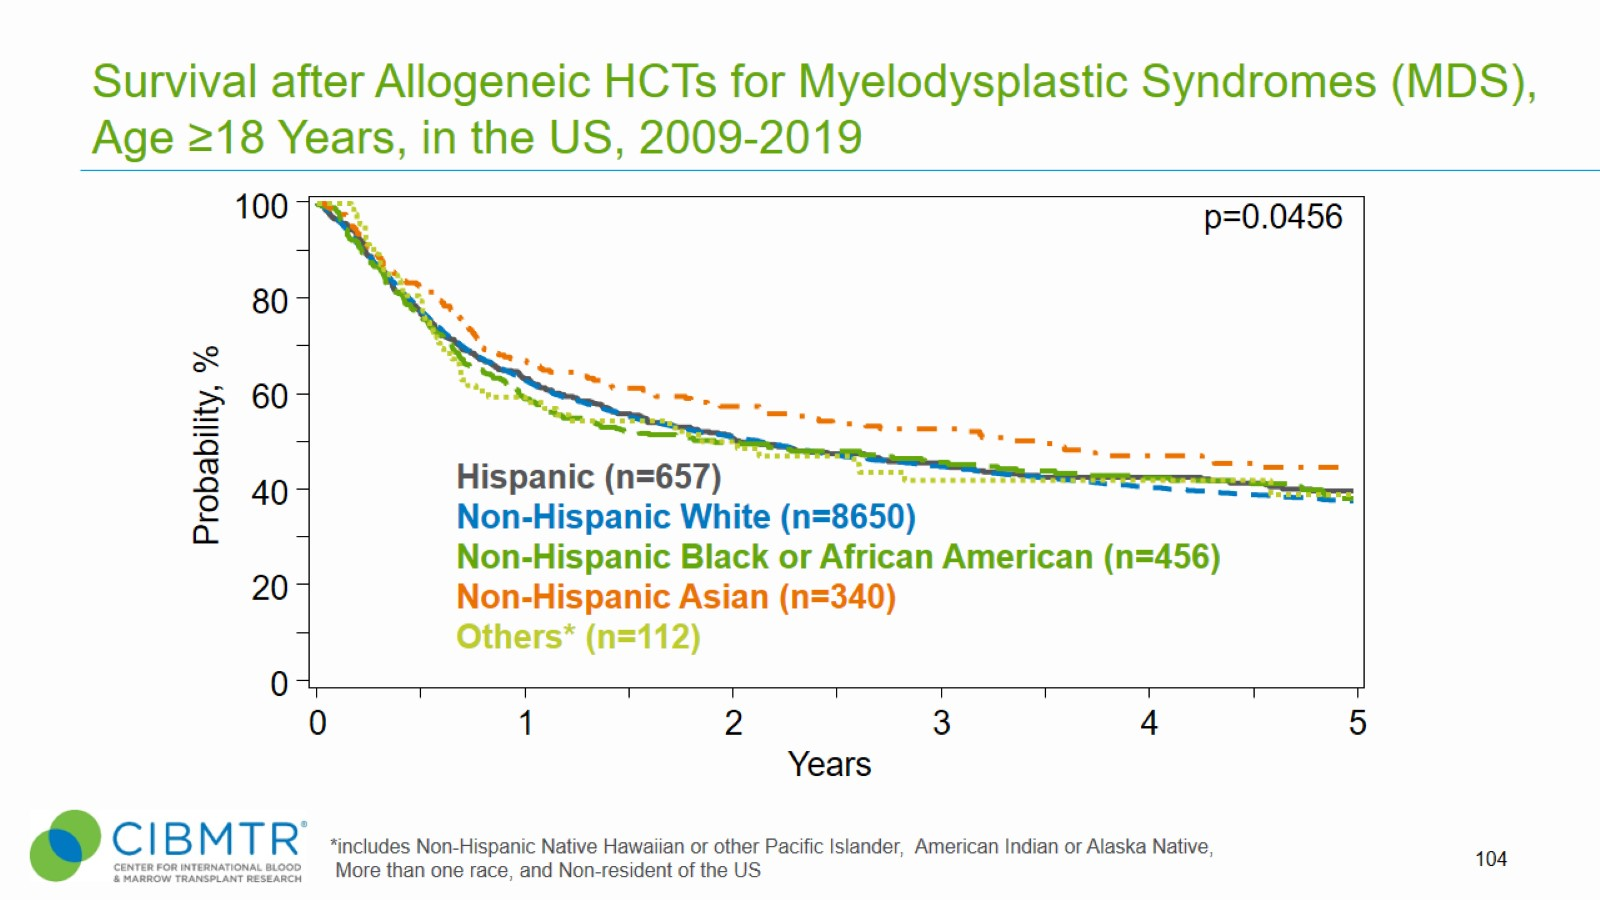 Survival after Allogeneic HCTs for Myelodysplastic Syndromes (MDS),
Age ≥18 Years, in the US, 2009-2019
p=0.0456
Probability, %
100
80
60
40
20
0
Hispanic (n=657)
Non-Hispanic White (n=8650)
Non-Hispanic Black or African American (n=456)
Non-Hispanic Asian (n=340)
Others* (n=112)
0 1 2 3 4 5
Years
CIBMTR®
CENTER FOR INTERNATIONAL BLOOD
& MARROW TRANSPLANT RESEARCH
*includes Non-Hispanic Native Hawaiian or other Pacific Islander, American Indian or Alaska Native,
More than one race, and Non-resident of the US
104